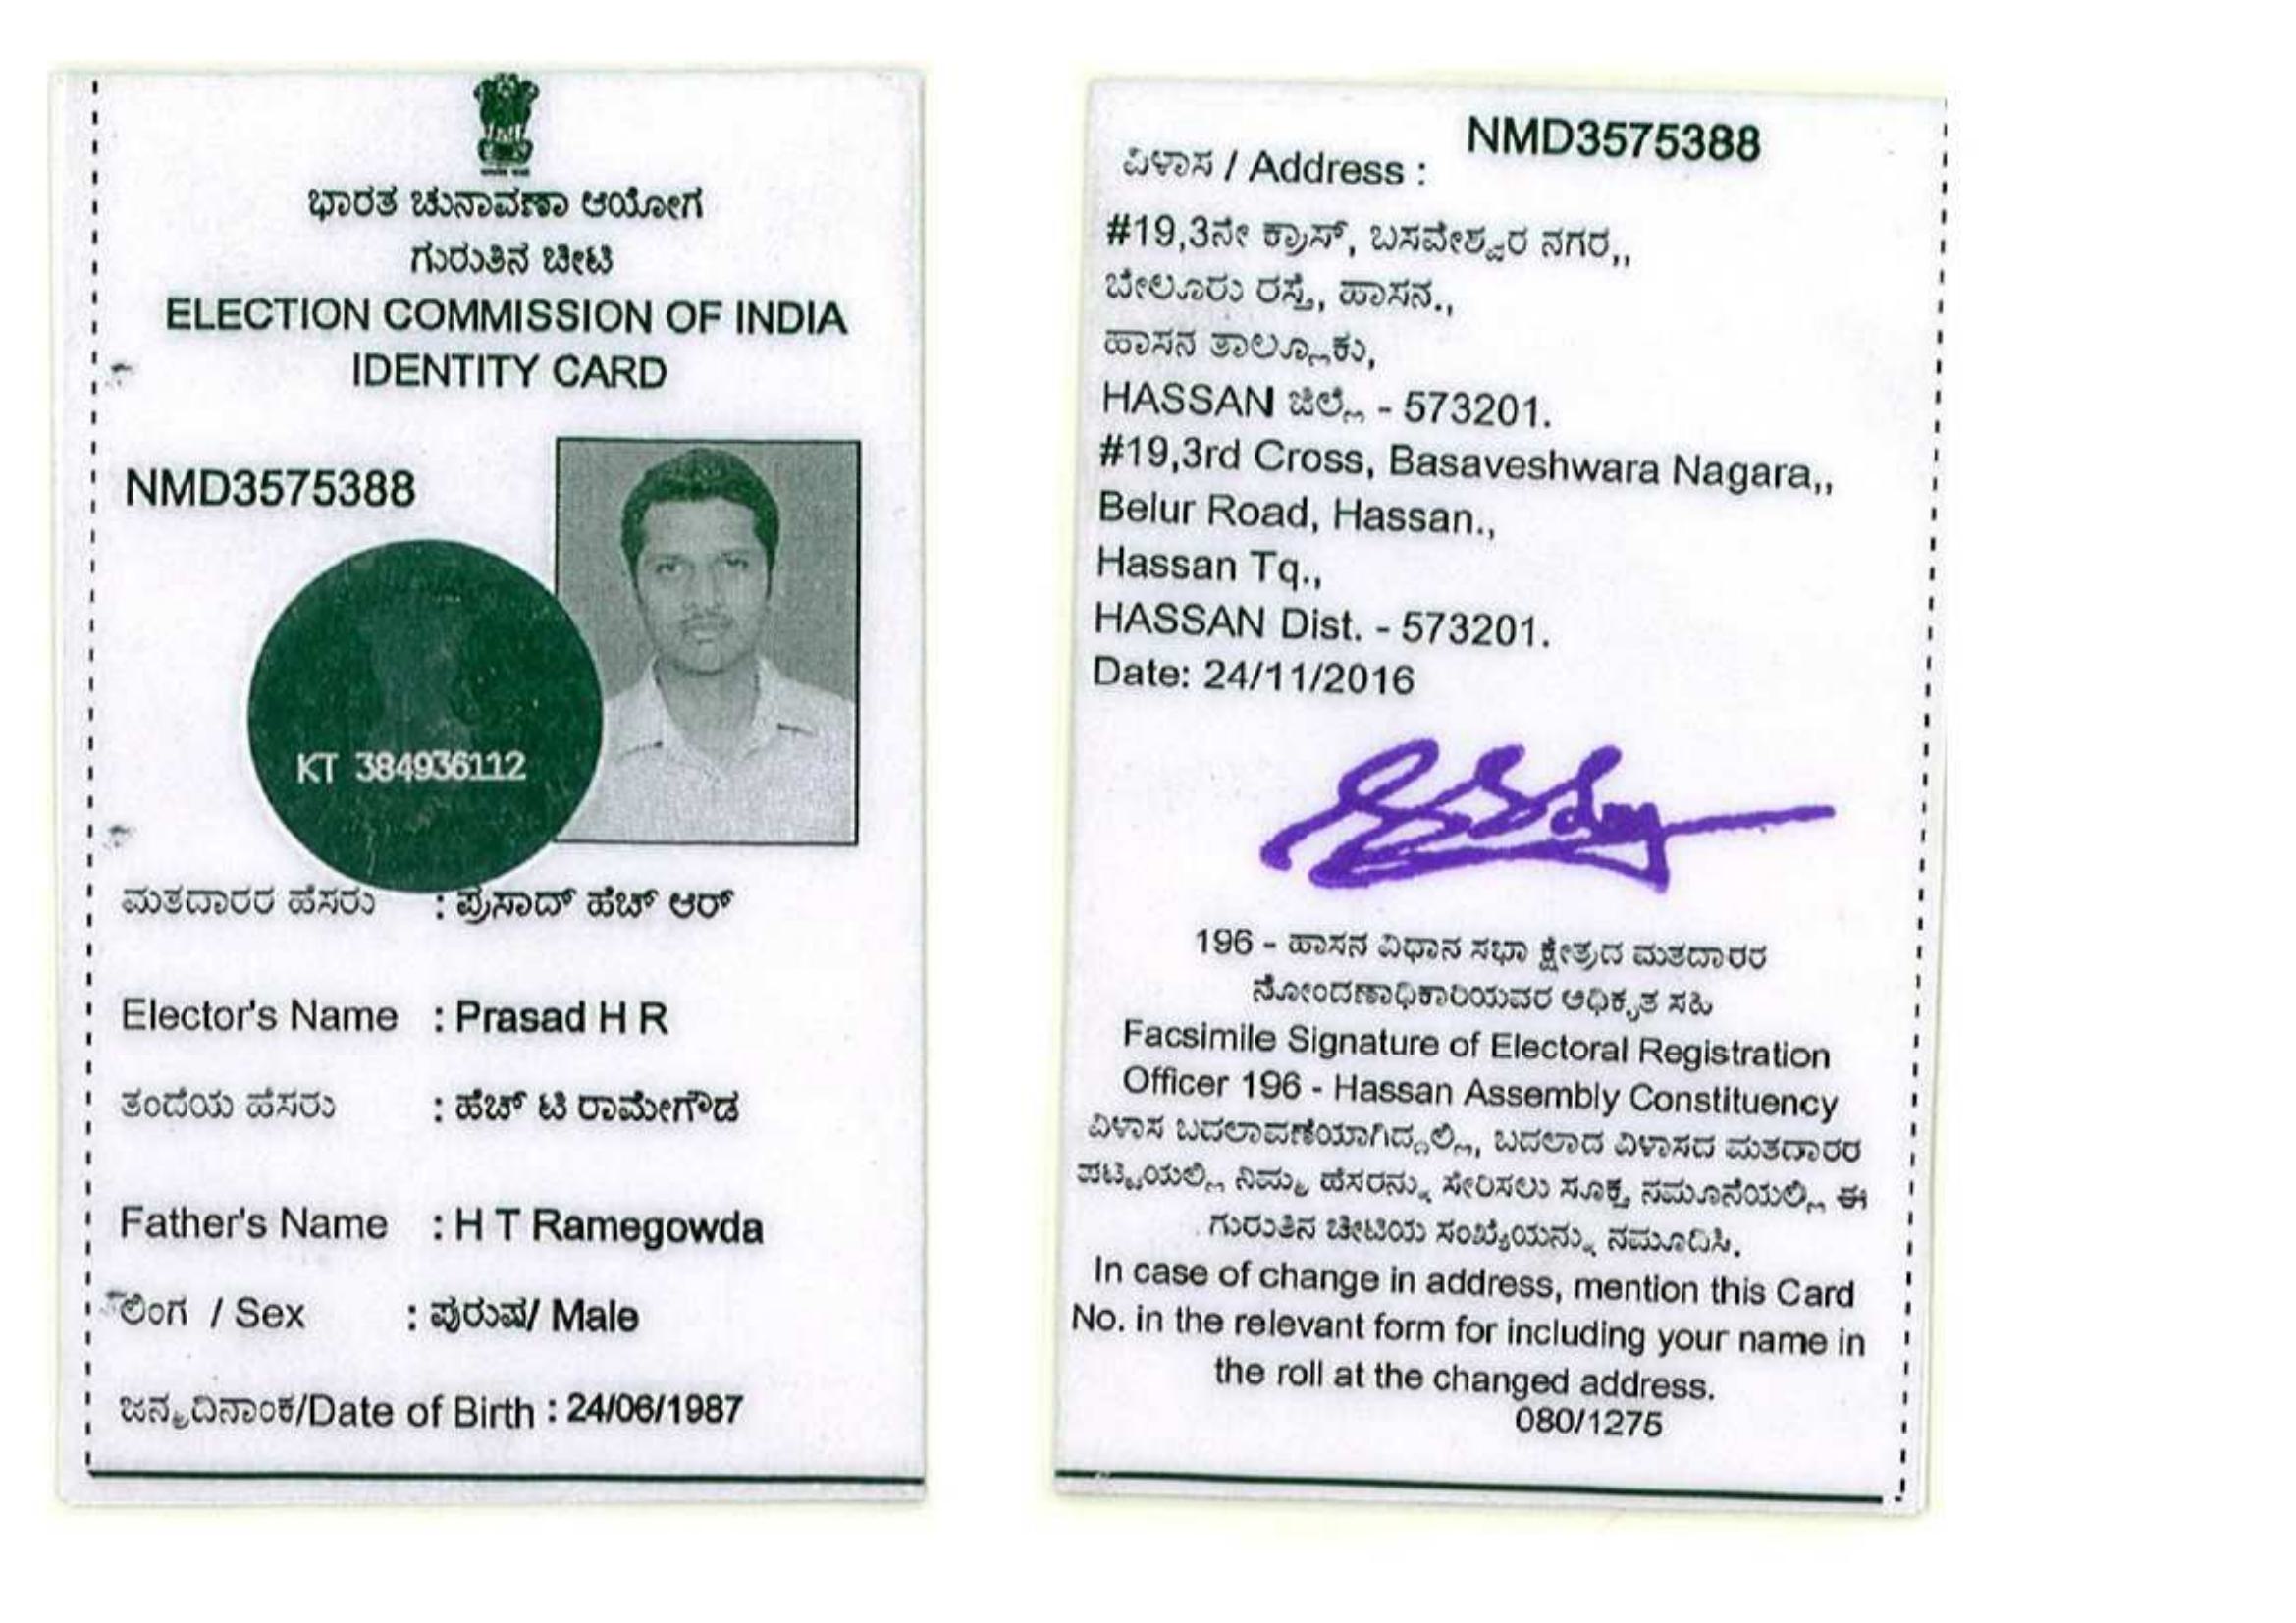 ಭಾರತ ಚುನಾವಣಾ ಆಯೋಗ
ಗುರುತಿನ ಚೀಟಿ
ELECTION COMMISSION OF INDIA
IDENTITY CARD
NMD3575388
KT 384936112
ಮತದಾರರ ಹೆಸರು : ಪ್ರಸಾದ್ ಹೆಚ್ ಆರ್
Elector's Name : Prasad H R
ತಂದೆಯ ಹೆಸರು : ಹೆಚ್ ಟಿ ರಾಮೇಗೌಡ
Father's Name : H T Ramegowda
ಲಿಂಗ / Sex : ಪುರುಷ/ Male
ಜನ್ಮದಿನಾಂಕ/Date of Birth : 24/06/1987
NMD3575388
ವಿಳಾಸ / Address :
#19,3ನೇ ಕ್ರಾಸ್, ಬಸವೇಶ್ವರ ನಗರ,,
ಬೇಲೂರು ರಸ್ತೆ, ಹಾಸನ.,
ಹಾಸನ ತಾಲ್ಲೂಕು,
HASSAN ಜಿಲ್ಲೆ - 573201.
#19,3rd Cross, Basaveshwara Nagara,,
Belur Road, Hassan.,
Hassan Tq.,
HASSAN Dist. - 573201.
Date: 24/11/2016
196 - ಹಾಸನ ವಿಧಾನ ಸಭಾ ಕ್ಷೇತ್ರದ ಮತದಾರರ
ನೋಂದಣಾಧಿಕಾರಿಯವರ ಅಧಿಕೃತ ಸಹಿ
Facsimile Signature of Electoral Registration
Officer 196 - Hassan Assembly Constituency
ವಿಳಾಸ ಬದಲಾವಣೆಯಾಗಿದ್ದಲ್ಲಿ, ಬದಲಾದ ವಿಳಾಸದ ಮತದಾರರ
ಪಟ್ಟಿಯಲ್ಲಿ ನಿಮ್ಮ ಹೆಸರನ್ನು ಸೇರಿಸಲು ಸೂಕ್ತ ನಮೂನೆಯಲ್ಲಿ ಈ
ಗುರುತಿನ ಚೀಟಿಯ ಸಂಖ್ಯೆಯನ್ನು ನಮೂದಿಸಿ.
In case of change in address, mention this Card
No. in the relevant form for including your name in
the roll at the changed address.
080/1275